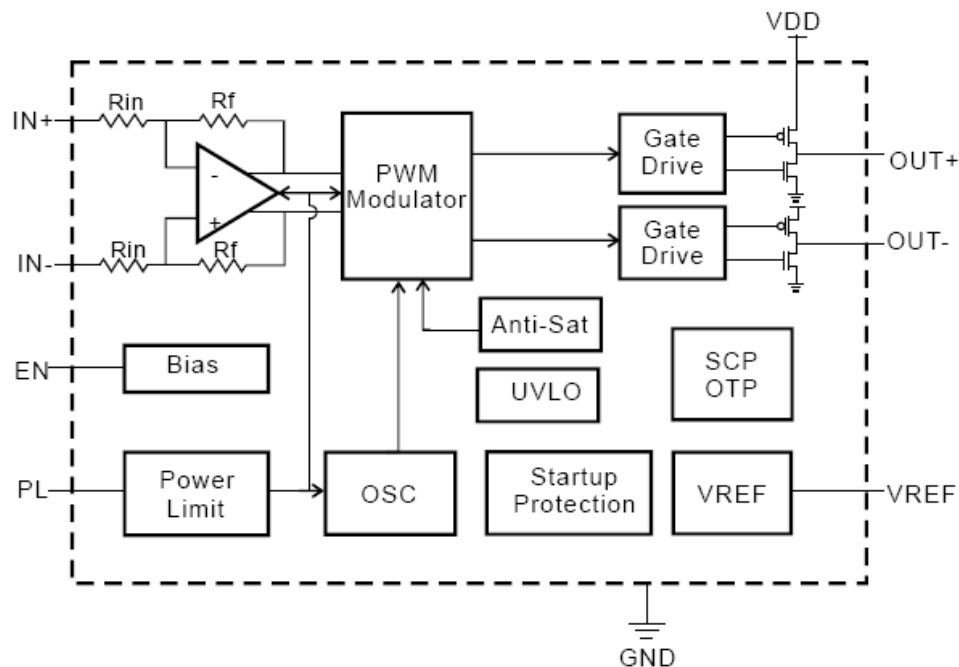 VDD
IN+
Rin
Rf
-
+
PWM
Modulator
Gate
Drive
OUT+
IN-
Rin
Rf
Gate
Drive
OUT-
Anti-Sat
EN
Bias
UVLO
SCP
OTP
PL
Power
Limit
OSC
Startup
Protection
VREF
VREF
GND